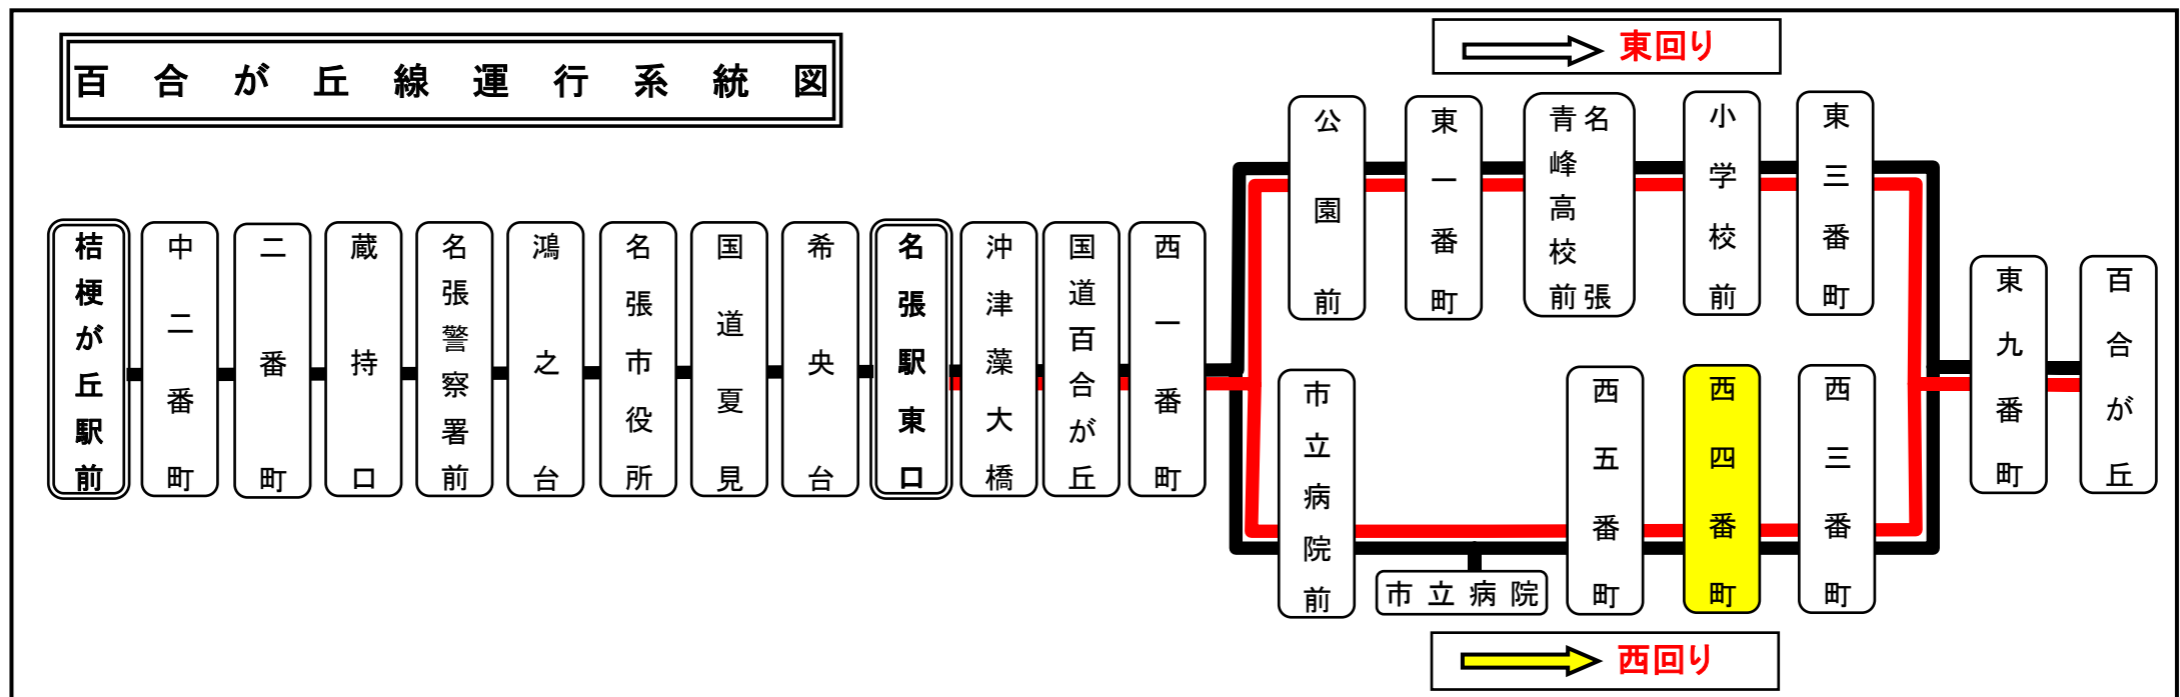 百合が丘線運行系統図
東回り
桔梗が丘駅前
中二番町
二番町
蔵持口
名張警察署前
鴻之台
名張市役所
国道夏見
希央台
名張駅東口
沖津藻大橋
国道百合が丘
西一番町
公園前
東一番町
名張
青峰高校前
小学校前
東三番町
市立病院前
市立病院
西五番町
西四番町
西三番町
東九番町
百合が丘
西回り